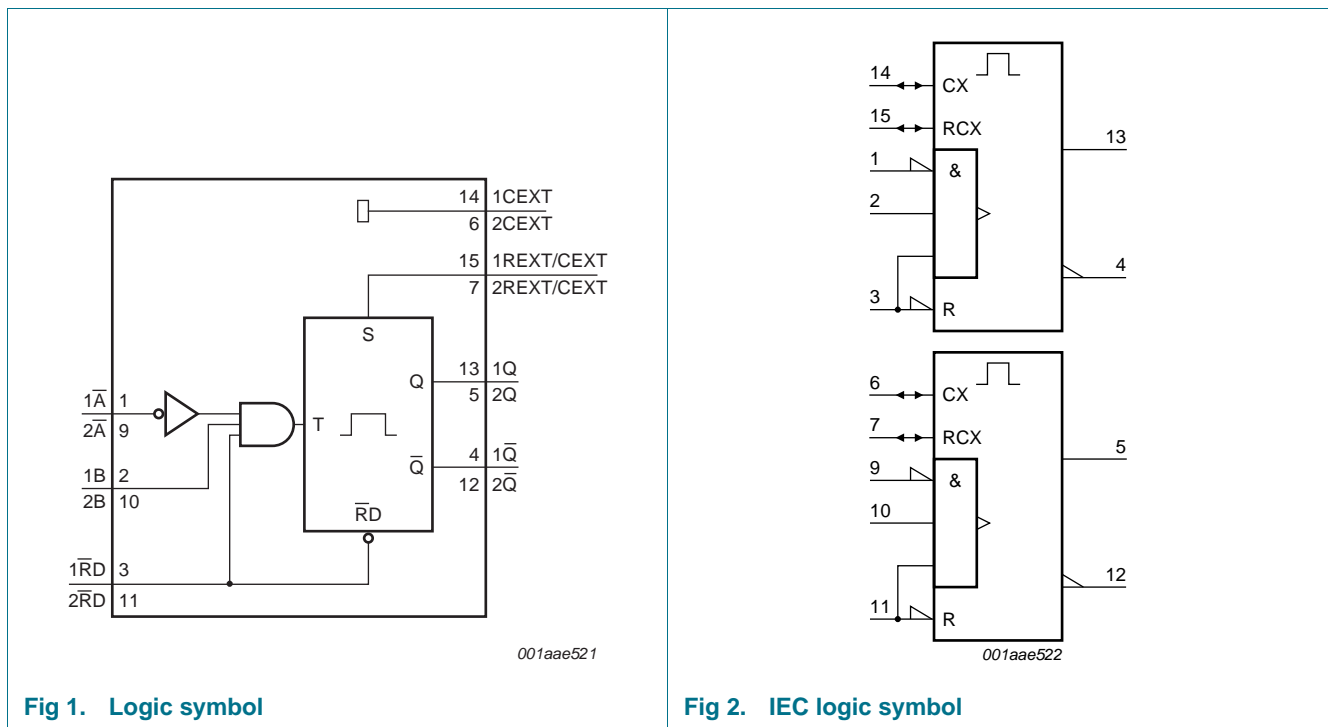 14 1CEXT
6 2CEXT
15 1REXT/CEXT
7 2REXT/CEXT
S
Q 13 1Q
5 2Q
1A̅ 1
2A̅ 9
T
1B 2
2B 10
Q̅ 4 1Q̅
12 2Q̅
R̅D̅
1R̅D̅ 3
2R̅D̅ 11
001aae521
Fig 1. Logic symbol
14 CX
15 RCX
13
1 &
2
4
3 R
6 CX
7 RCX
5
9 &
10
12
11 R
001aae522
Fig 2. IEC logic symbol